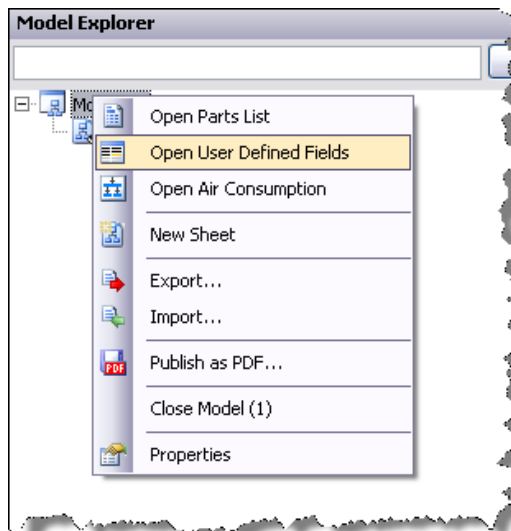 Model Explorer
Open Parts List
Open User Defined Fields
Open Air Consumption
New Sheet
Export...
Import...
PDF
Publish as PDF...
Close Model (1)
Properties